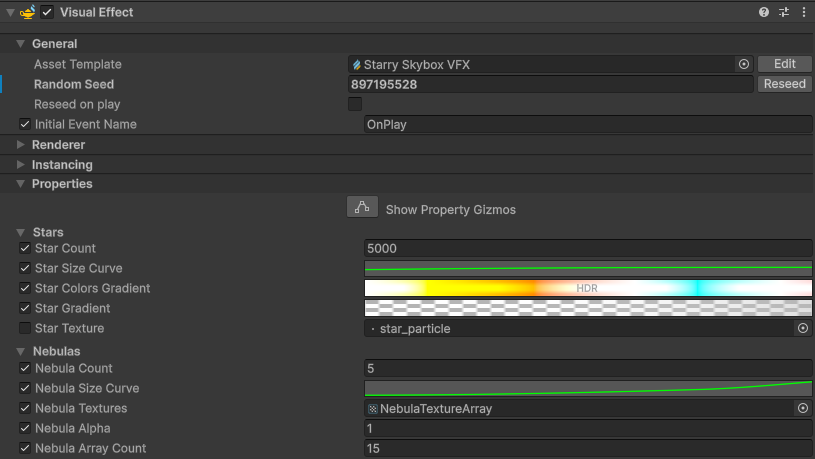 Visual Effect
General
Asset Template Starry Skybox VFX Edit
Random Seed 897195528 Reseed
Reseed on play
Initial Event Name OnPlay
Renderer
Instancing
Properties
Show Property Gizmos
Stars
Star Count 5000
Star Size Curve
Star Colors Gradient HDR
Star Gradient
Star Texture star_particle
Nebulas
Nebula Count 5
Nebula Size Curve
Nebula Textures NebulaTextureArray
Nebula Alpha 1
Nebula Array Count 15